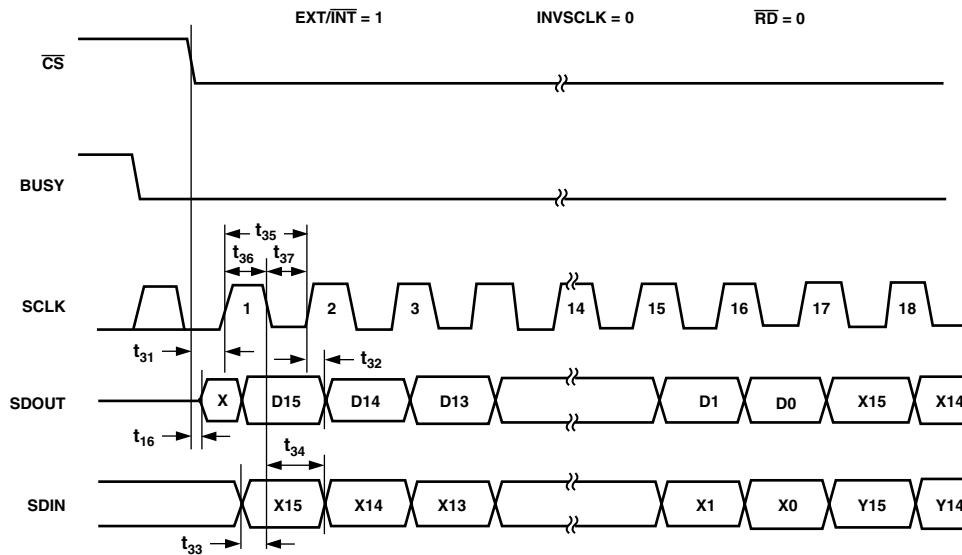 EXT/INT = 1 INVSCLK = 0 RD = 0
CS
BUSY
t35
t36 t37
SCLK 1 2 3 14 15 16 17 18
t31 t32
SDOUT X D15 D14 D13 D1 D0 X15 X14
t16
t34
SDIN X15 X14 X13 X1 X0 Y15 Y14
t33